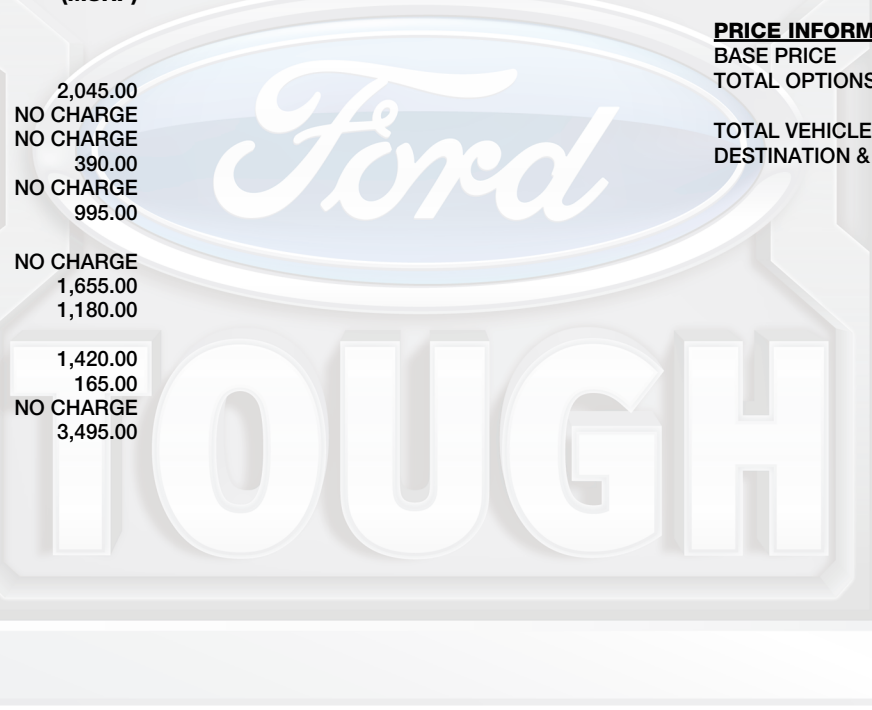 (MSRP)
2,045.00
NO CHARGE
NO CHARGE
390.00
NO CHARGE
995.00
NO CHARGE
1,655.00
1,180.00
1,420.00
165.00
NO CHARGE
3,495.00
PRICE INFORM
BASE PRICE
TOTAL OPTIONS
TOTAL VEHICLE
DESTINATION &
Ford
TOUGH